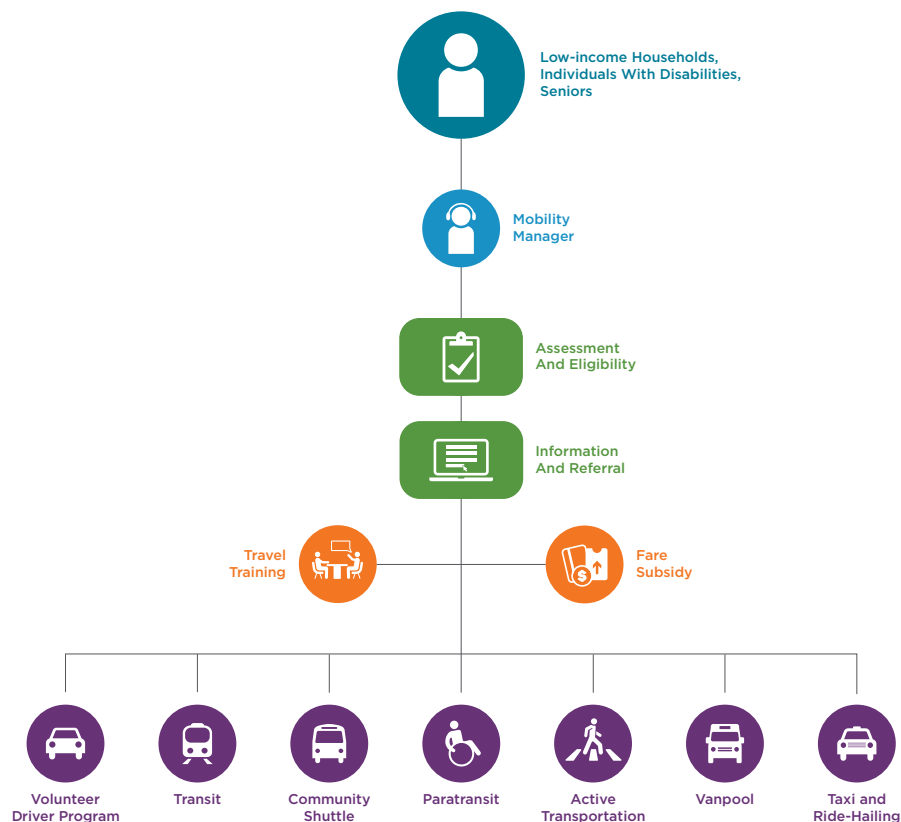 Low-income Households,
Individuals With Disabilities,
Seniors
Mobility
Manager
Assessment
And Eligibility
Information
And Referral
Travel
Training
Fare
Subsidy
$
Volunteer
Driver Program
Transit
Community
Shuttle
Paratransit
Active
Transportation
Vanpool
Taxi and
Ride-Hailing